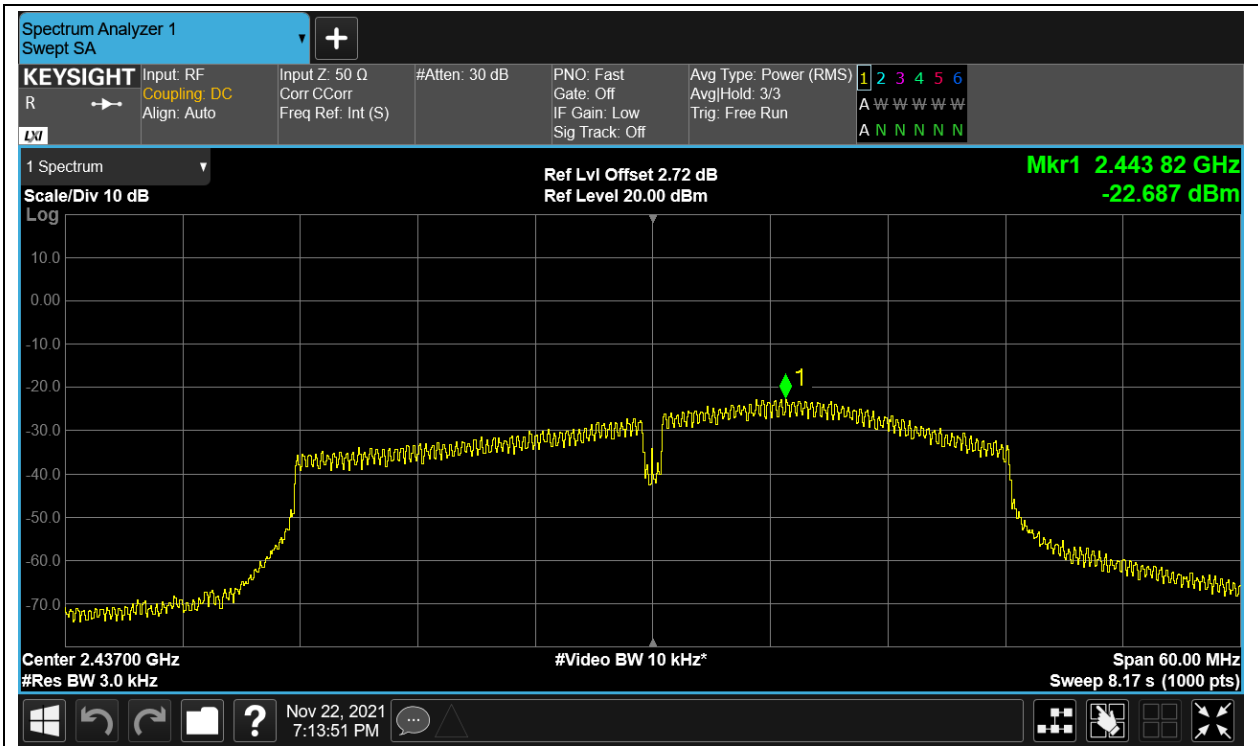 Spectrum Analyzer 1
Swept SA
KEYSIGHT
R
LXI
Input: RF
Coupling: DC
Align: Auto
Input Z: 50 Ω
Corr CCorr
Freq Ref: Int (S)
#Atten: 30 dB
PNO: Fast
Gate: Off
IF Gain: Low
Sig Track: Off
Avg Type: Power (RMS)
Avg|Hold: 3/3
Trig: Free Run
1 2 3 4 5 6
A W W W W W
A N N N N N
1 Spectrum
Scale/Div 10 dB
Log
Ref Lvl Offset 2.72 dB
Ref Level 20.00 dBm
Mkr1 2.443 82 GHz
-22.687 dBm
10.0
0.00
-10.0
-20.0
-30.0
-40.0
-50.0
-60.0
-70.0
1
Center 2.43700 GHz
#Res BW 3.0 kHz
#Video BW 10 kHz*
Span 60.00 MHz
Sweep 8.17 s (1000 pts)
?
Nov 22, 2021
7:13:51 PM